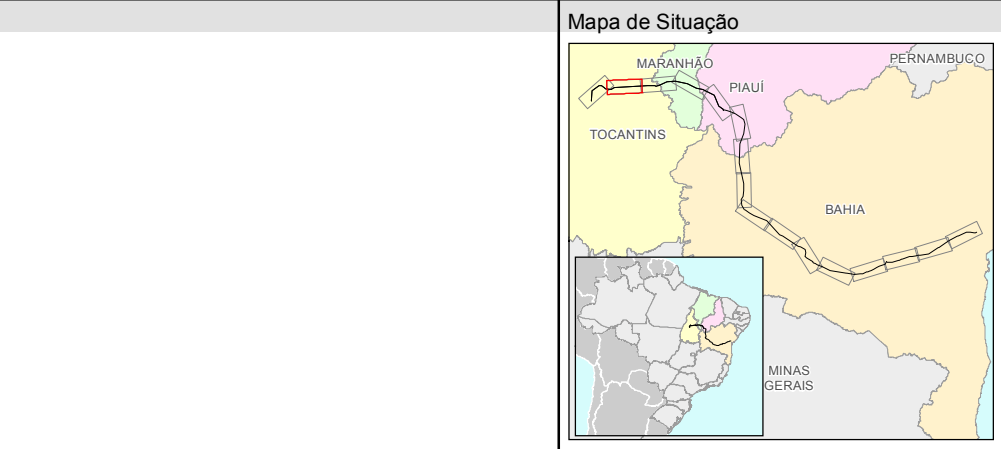 Mapa de Situação
PERNAMBUCO
MARANHÃO
PIAUÍ
TOCANTINS
BAHIA
MINAS
GERAIS